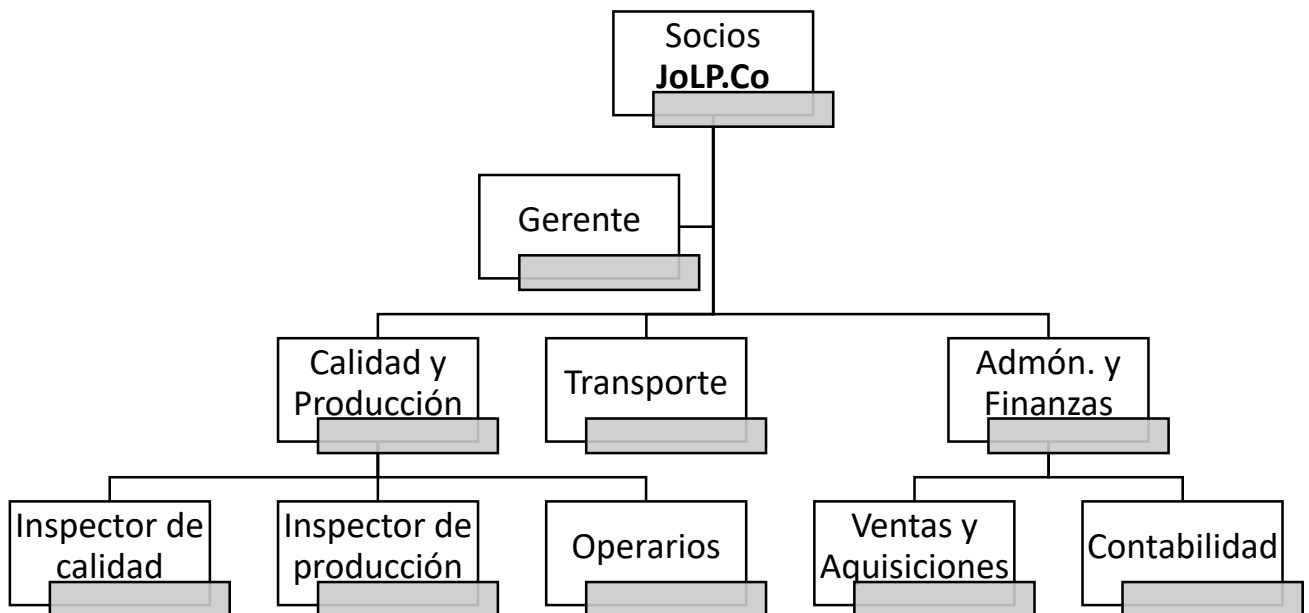 Socios
JoLP.Co
Gerente
Calidad y
Producción
Transporte
Admón. y
Finanzas
Inspector de
calidad
Inspector de
producción
Operarios
Ventas y
Aquisiciones
Contabilidad